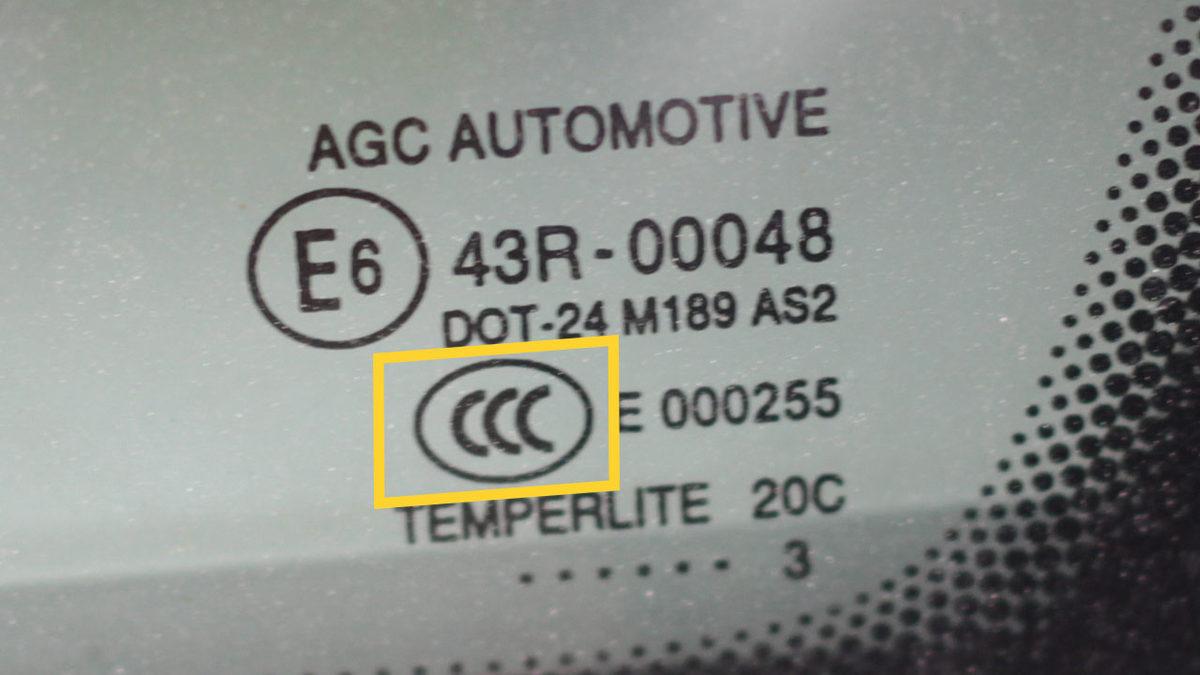 AGC AUTOMOTIVE
E6 43R-00048
DOT-24 M189 AS2
CCC E 000255
TEMPERLITE 20C
. . . . . . 3